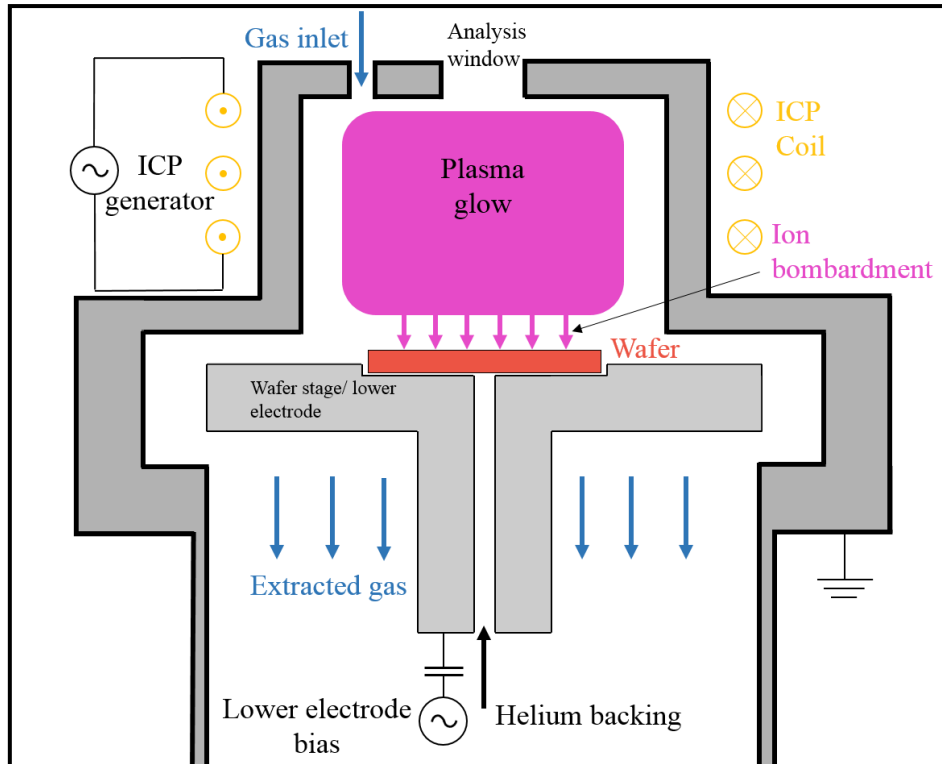 Gas inlet
Analysis
window
ICP
generator
ICP
Coil
Plasma
glow
Ion
bombardment
Wafer
Wafer stage/ lower
electrode
Extracted gas
Lower electrode
bias
Helium backing